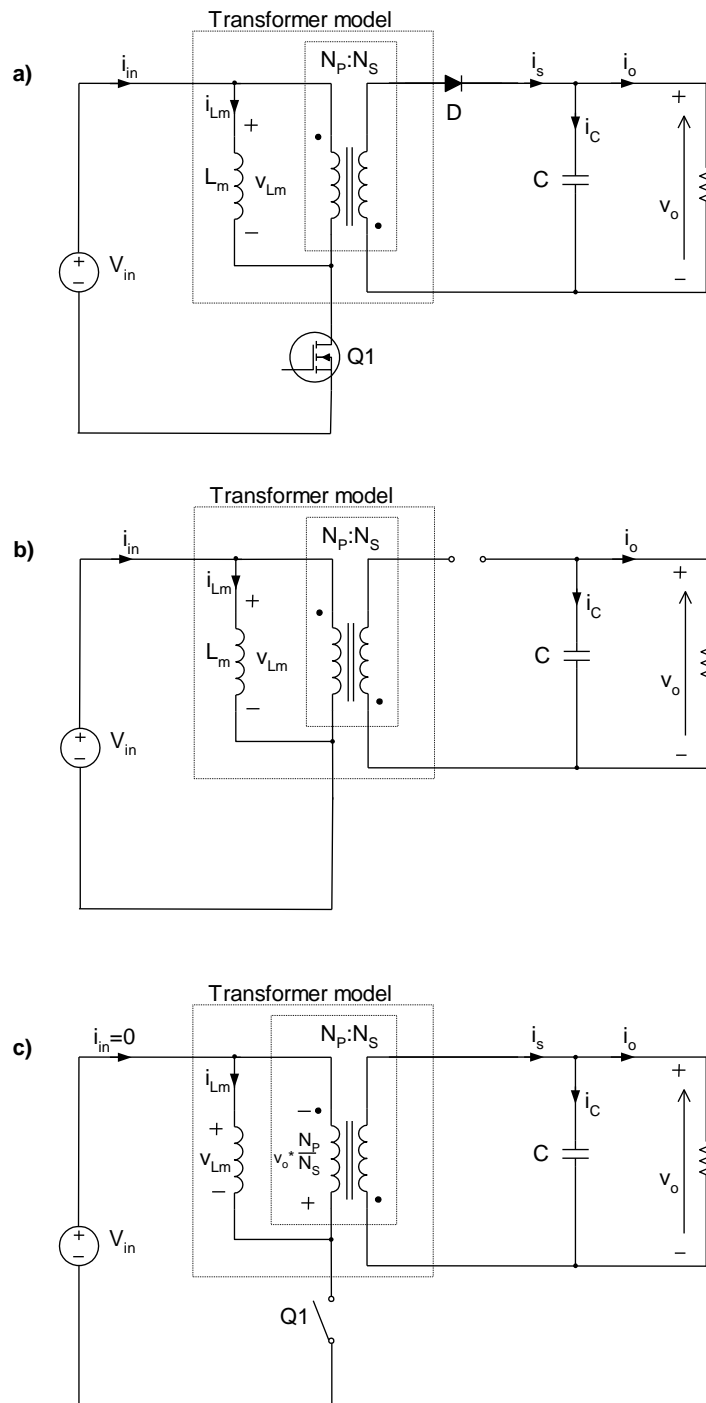 Transformer model
a)
i_in
N_P:N_S
i_s
i_o
i_Lm
+
+
D
i_C
L_m
v_Lm
C
v_o
−
+
−
V_in
−
Q1
Transformer model
b)
i_in
N_P:N_S
i_o
i_Lm
+
+
i_C
L_m
v_Lm
C
v_o
−
+
−
V_in
−
Transformer model
c)
i_in=0
N_P:N_S
i_s
i_o
i_Lm
+
−
i_C
+
v_Lm
v_o* N_P/N_S
C
v_o
−
+
+
−
V_in
−
Q1